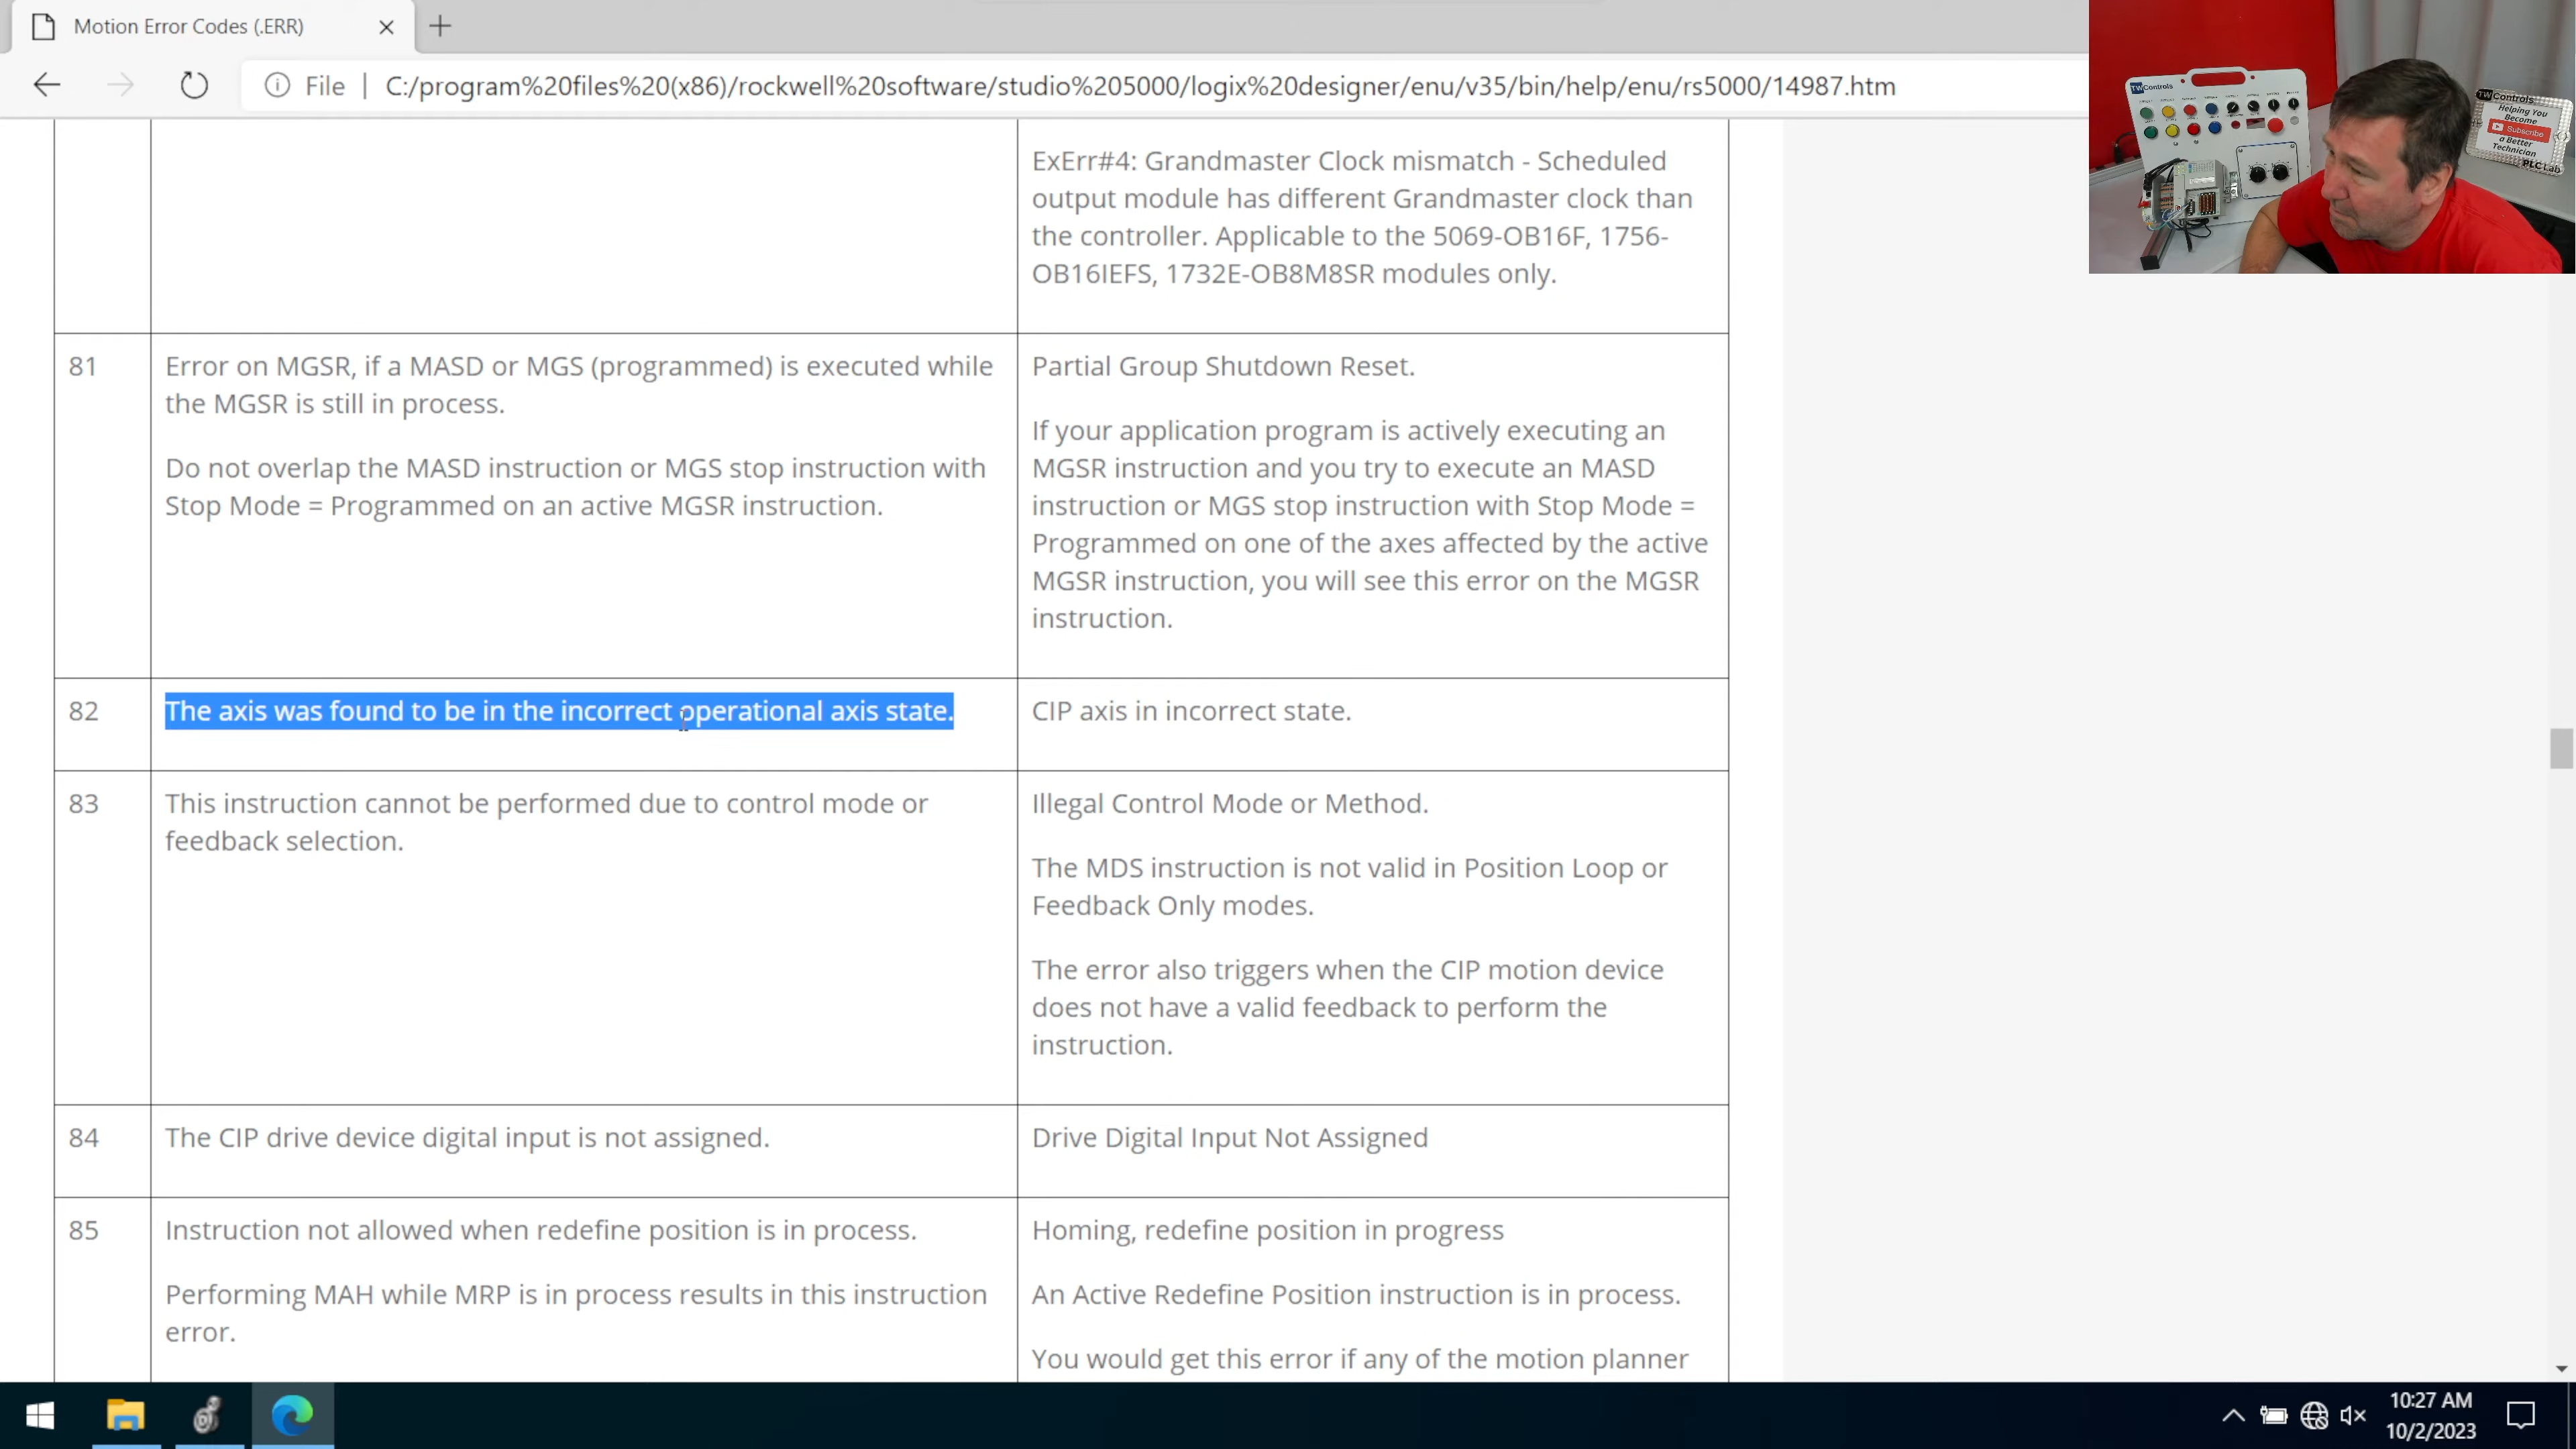 Motion Error Codes (.ERR)
File | C:/program%20files%20(x86)/rockwell%20software/studio%205000/logix%20designer/enu/v35/bin/help/enu/rs5000/14987.htm
TW Controls
TW Controls
Helping You
Become
Subscribe
a Better
Technician
PLC Lab
ExErr#4: Grandmaster Clock mismatch - Scheduled
output module has different Grandmaster clock than
the controller. Applicable to the 5069-OB16F, 1756-
OB16IEFS, 1732E-OB8M8SR modules only.
81
Error on MGSR, if a MASD or MGS (programmed) is executed while
the MGSR is still in process.
Do not overlap the MASD instruction or MGS stop instruction with
Stop Mode = Programmed on an active MGSR instruction.
Partial Group Shutdown Reset.
If your application program is actively executing an
MGSR instruction and you try to execute an MASD
instruction or MGS stop instruction with Stop Mode =
Programmed on one of the axes affected by the active
MGSR instruction, you will see this error on the MGSR
instruction.
82
The axis was found to be in the incorrect operational axis state.
CIP axis in incorrect state.
83
This instruction cannot be performed due to control mode or
feedback selection.
Illegal Control Mode or Method.
The MDS instruction is not valid in Position Loop or
Feedback Only modes.
The error also triggers when the CIP motion device
does not have a valid feedback to perform the
instruction.
84
The CIP drive device digital input is not assigned.
Drive Digital Input Not Assigned
85
Instruction not allowed when redefine position is in process.
Performing MAH while MRP is in process results in this instruction
error.
Homing, redefine position in progress
An Active Redefine Position instruction is in process.
You would get this error if any of the motion planner
10:27 AM
10/2/2023